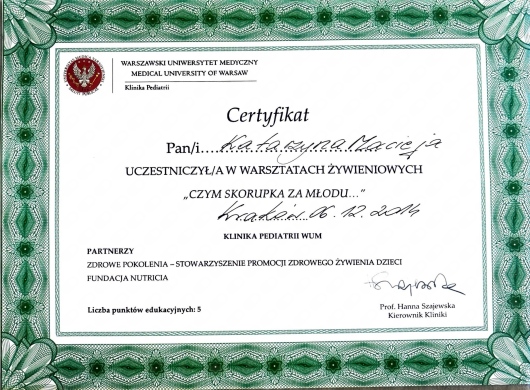 WARSZAWSKI UNIWERSYTET MEDYCZNY
MEDICAL UNIVERSITY OF WARSAW
Klinika Pediatrii
Certyfikat
Pan/i....Katarzyna Macieja
UCZESTNICZYŁ/A W WARSZTATACH ŻYWIENIOWYCH
„CZYM SKORUPKA ZA MŁODU..."
Kraków 06.12.2014
KLINIKA PEDIATRII WUM
PARTNERZY
ZDROWE POKOLENIA – STOWARZYSZENIE PROMOCJI ZDROWEGO ŻYWIENIA DZIECI
FUNDACJA NUTRICIA
Liczba punktów edukacyjnych: 5
Szajewska
Prof. Hanna Szajewska
Kierownik Kliniki